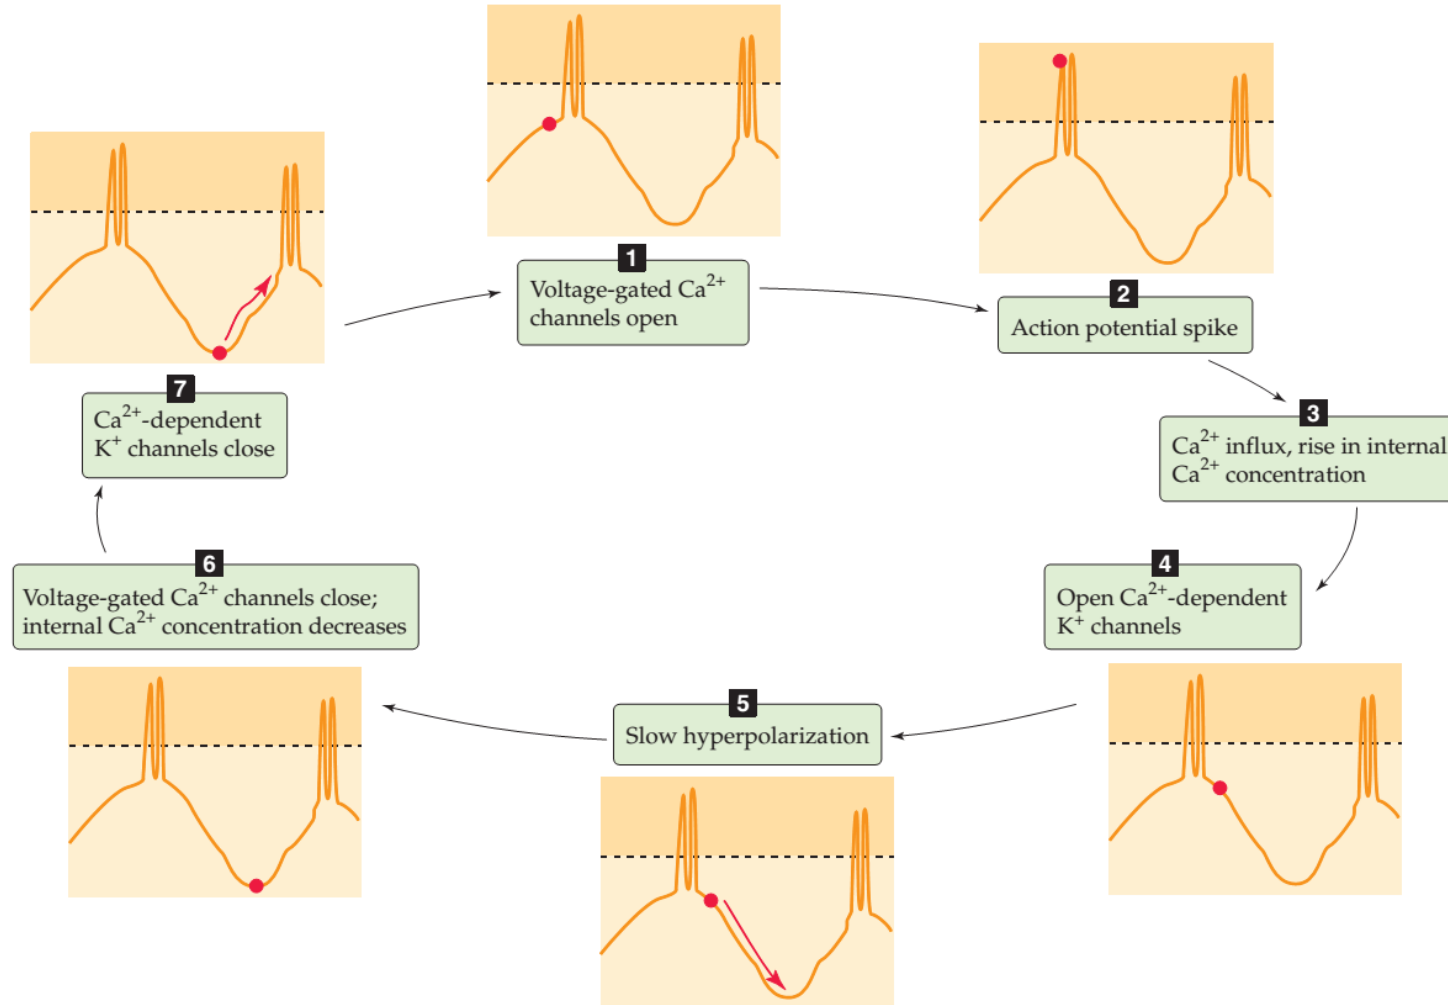 1
Voltage-gated Ca²⁺
channels open
2
Action potential spike
3
Ca²⁺ influx, rise in internal
Ca²⁺ concentration
4
Open Ca²⁺-dependent
K⁺ channels
5
Slow hyperpolarization
6
Voltage-gated Ca²⁺ channels close;
internal Ca²⁺ concentration decreases
7
Ca²⁺-dependent
K⁺ channels close